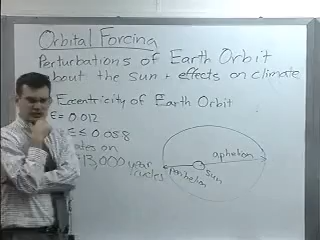 Orbital Forcing
Perturbations of Earth Orbit
about the sun + effects on climate
Eccentricity of Earth Orbit
= 0.012
≤ 0.058
on
13,000 year
cycles
aphelion
perihelion
sun